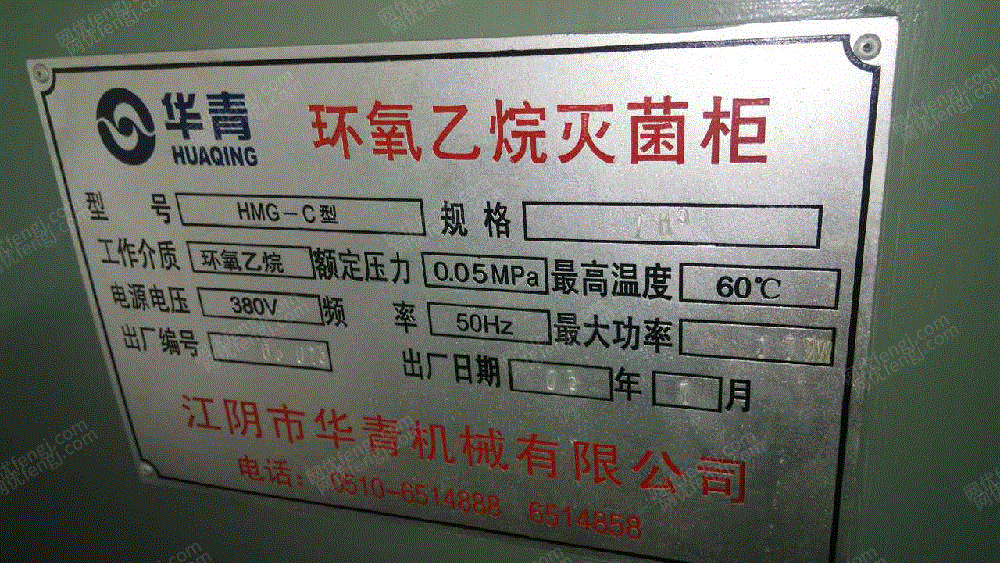 华青
HUAQING
环氧乙烷灭菌柜
型 号 HMG-C型 规格
工作介质 环氧乙烷 额定压力 0.05MPa 最高温度 60℃
电源电压 380V 频 率 50Hz 最大功率
出厂编号 出厂日期 年 月
江阴市华青机械有限公司
电话: 0510-6514888 6514858